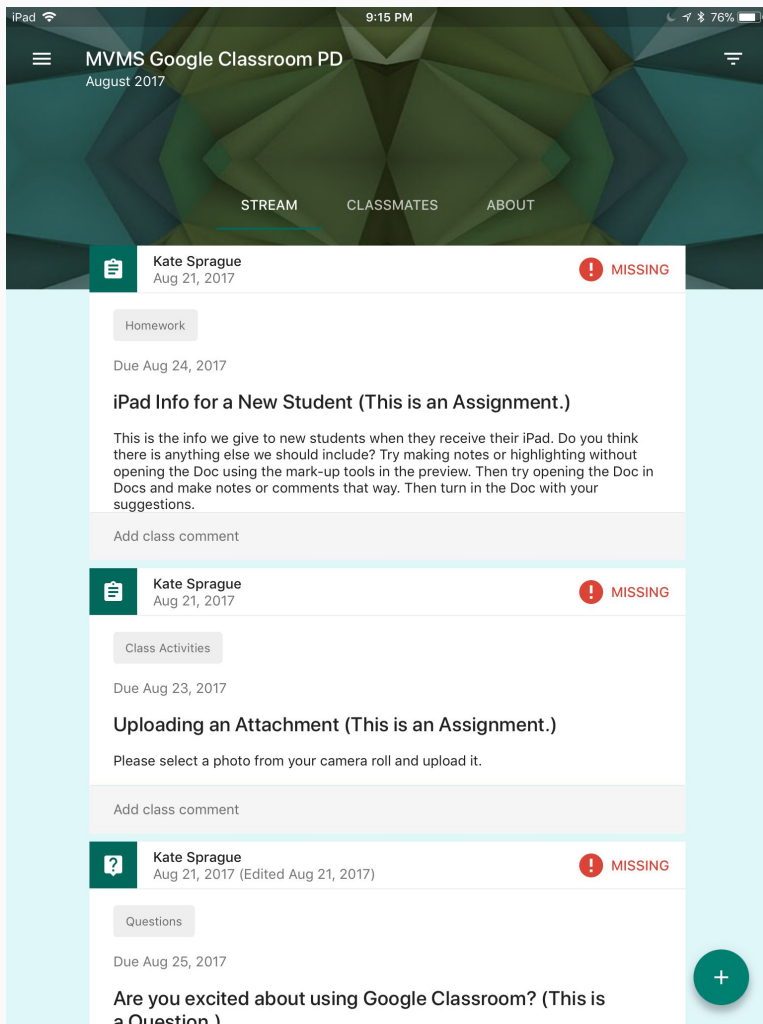 iPad 9:15 PM 76%
MVMS Google Classroom PD
August 2017
STREAM CLASSMATES ABOUT
Kate Sprague
Aug 21, 2017
MISSING
Homework
Due Aug 24, 2017
iPad Info for a New Student (This is an Assignment.)
This is the info we give to new students when they receive their iPad. Do you think
there is anything else we should include? Try making notes or highlighting without
opening the Doc using the mark-up tools in the preview. Then try opening the Doc in
Docs and make notes or comments that way. Then turn in the Doc with your
suggestions.
Add class comment
Kate Sprague
Aug 21, 2017
MISSING
Class Activities
Due Aug 23, 2017
Uploading an Attachment (This is an Assignment.)
Please select a photo from your camera roll and upload it.
Add class comment
Kate Sprague
Aug 21, 2017 (Edited Aug 21, 2017)
MISSING
Questions
Due Aug 25, 2017
Are you excited about using Google Classroom? (This is
a Question.)